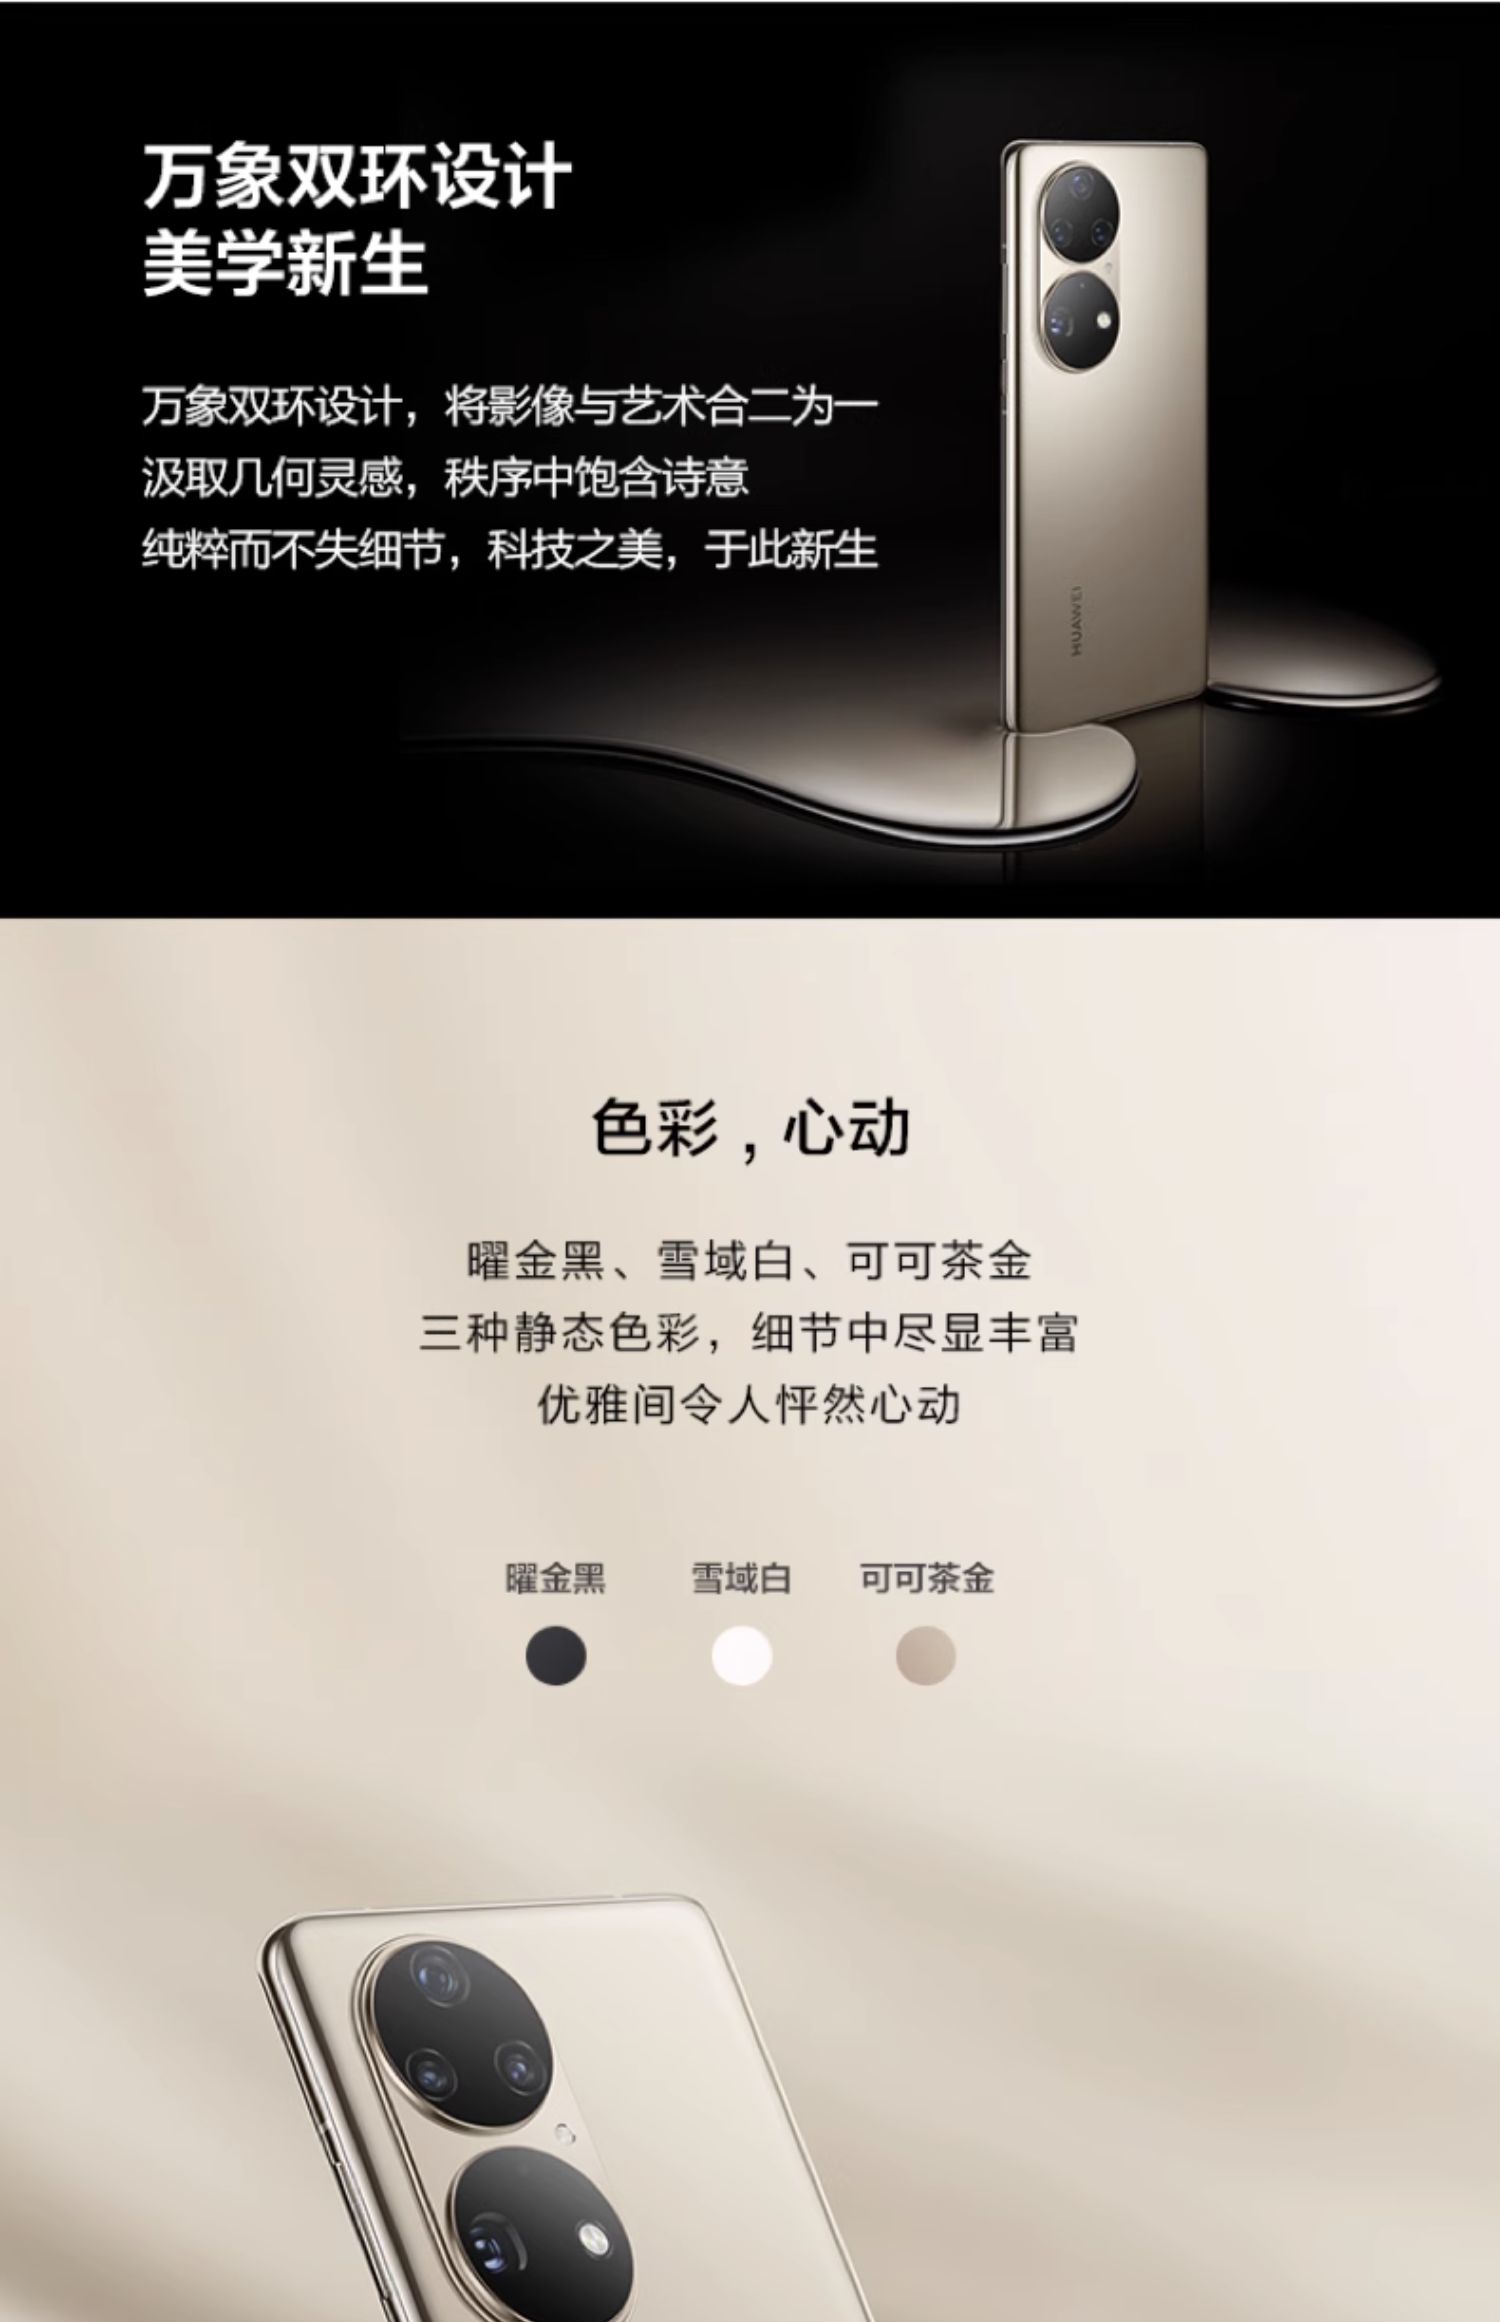 万象双环设计
美学新生
万象双环设计，将影像与艺术合二为一
汲取几何灵感，秩序中饱含诗意
纯粹而不失细节，科技之美，于此新生
HUAWEI
色彩，心动
曜金黑、雪域白、可可茶金
三种静态色彩，细节中尽显丰富
优雅间令人怦然心动
曜金黑 雪域白 可可茶金